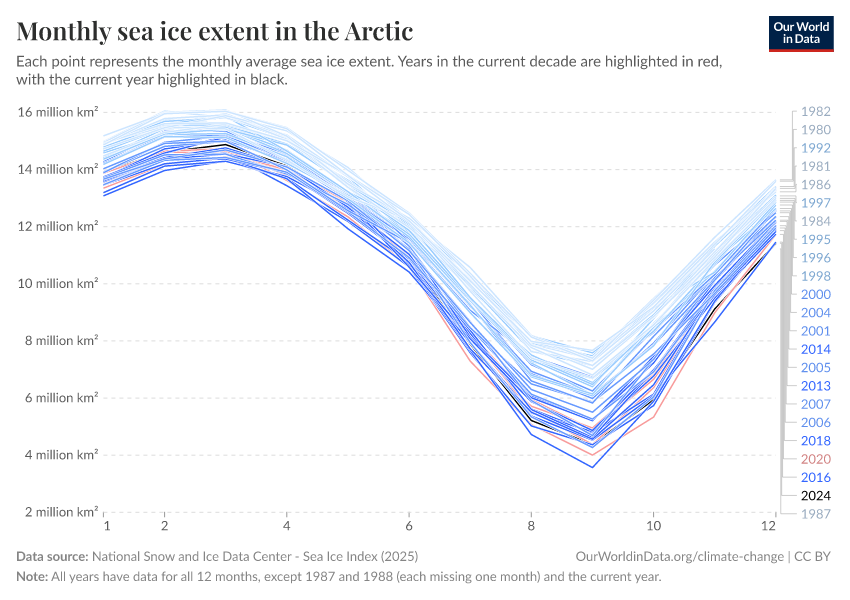 Monthly sea ice extent in the Arctic
Our World
in Data
Each point represents the monthly average sea ice extent. Years in the current decade are highlighted in red,
with the current year highlighted in black.
16 million km²
14 million km²
12 million km²
10 million km²
8 million km²
6 million km²
4 million km²
2 million km²
1 2 4 6 8 10 12
1982
1980
1992
1981
1986
1997
1984
1995
1996
1998
2000
2004
2001
2014
2005
2013
2007
2006
2018
2020
2016
2024
1987
Data source: National Snow and Ice Data Center - Sea Ice Index (2025)
OurWorldinData.org/climate-change | CC BY
Note: All years have data for all 12 months, except 1987 and 1988 (each missing one month) and the current year.